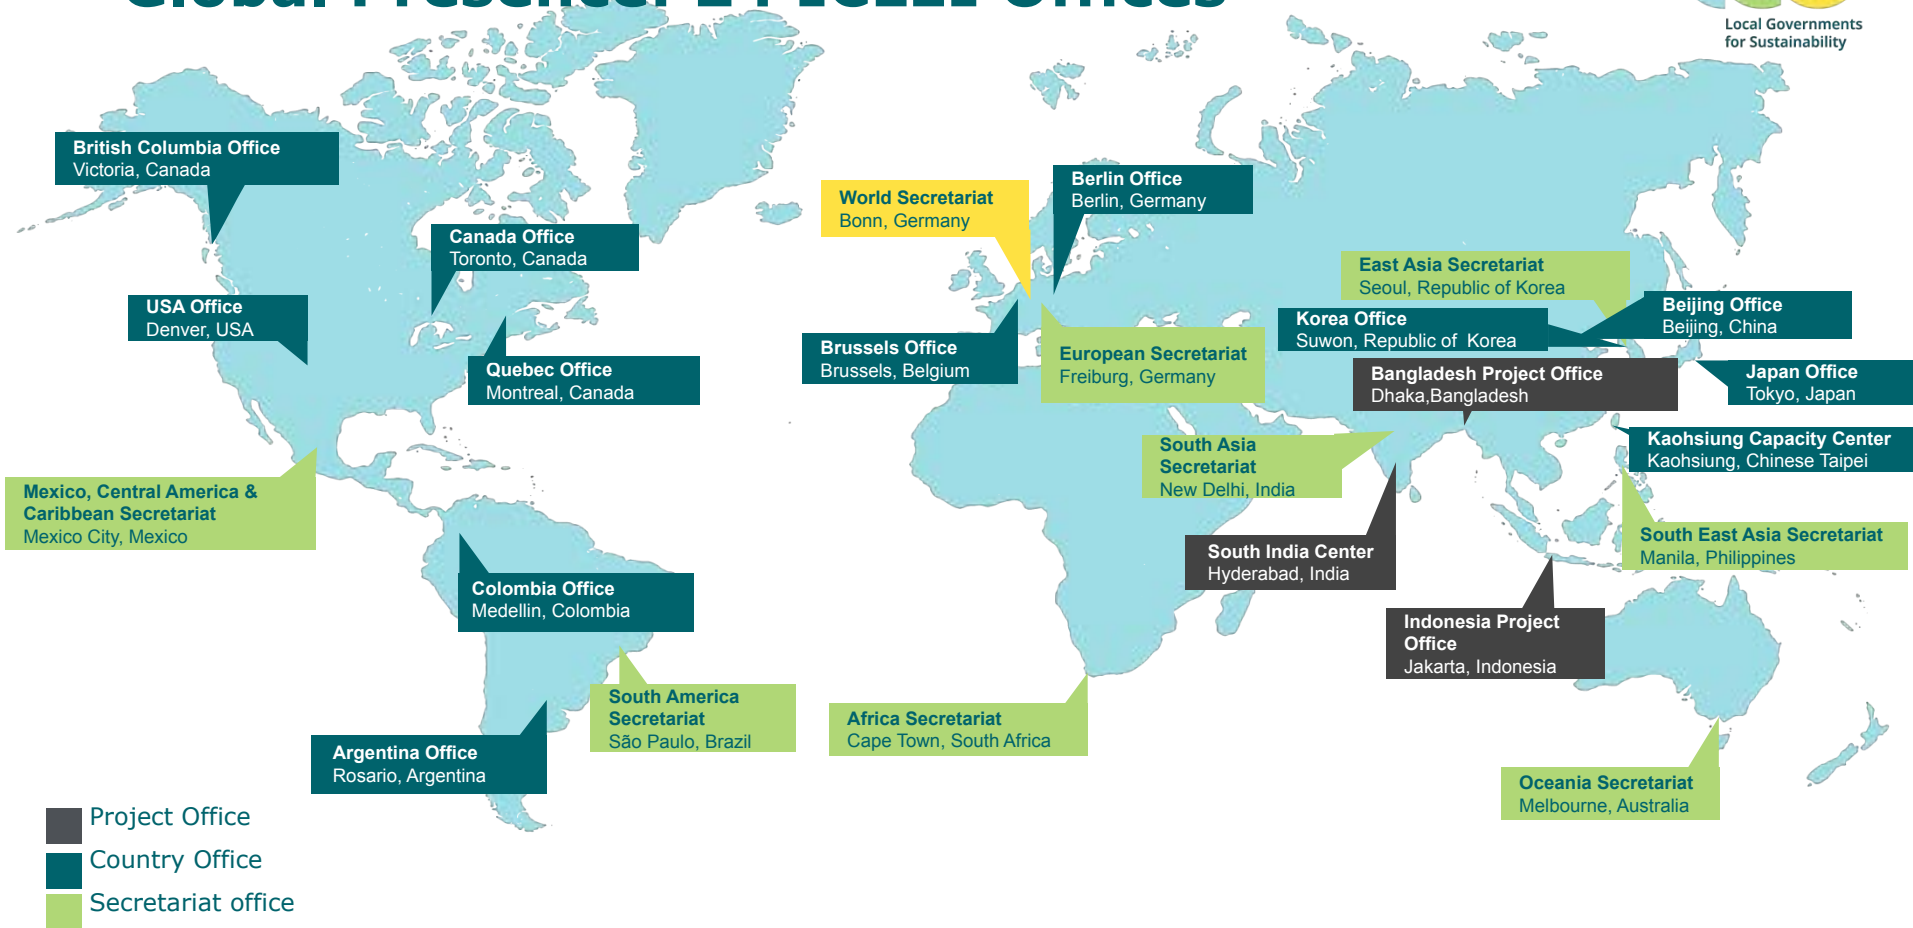 Global Presence: 24 ICLEI Offices
Local Governments
for Sustainability
British Columbia Office
Victoria, Canada
Canada Office
Toronto, Canada
USA Office
Denver, USA
Quebec Office
Montreal, Canada
Mexico, Central America &
Caribbean Secretariat
Mexico City, Mexico
Colombia Office
Medellin, Colombia
South America
Secretariat
São Paulo, Brazil
Argentina Office
Rosario, Argentina
World Secretariat
Bonn, Germany
Berlin Office
Berlin, Germany
Brussels Office
Brussels, Belgium
European Secretariat
Freiburg, Germany
Africa Secretariat
Cape Town, South Africa
East Asia Secretariat
Seoul, Republic of Korea
Korea Office
Suwon, Republic of  Korea
Beijing Office
Beijing, China
Bangladesh Project Office
Dhaka,Bangladesh
Japan Office
Tokyo, Japan
South Asia
Secretariat
New Delhi, India
Kaohsiung Capacity Center
Kaohsiung, Chinese Taipei
South India Center
Hyderabad, India
South East Asia Secretariat
Manila, Philippines
Indonesia Project
Office
Jakarta, Indonesia
Oceania Secretariat
Melbourne, Australia
Project Office
Country Office
Secretariat office